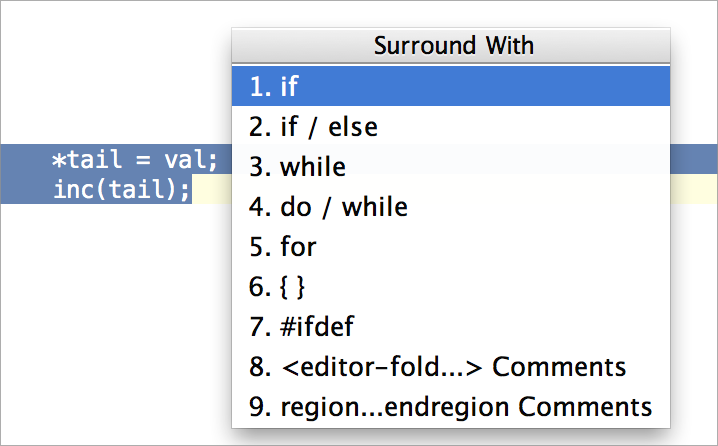 Surround With
1. if
2. if / else
*tail = val;
3. while
inc(tail);
4. do / while
5. for
6. { }
7. #ifdef
8. <editor-fold...> Comments
9. region...endregion Comments